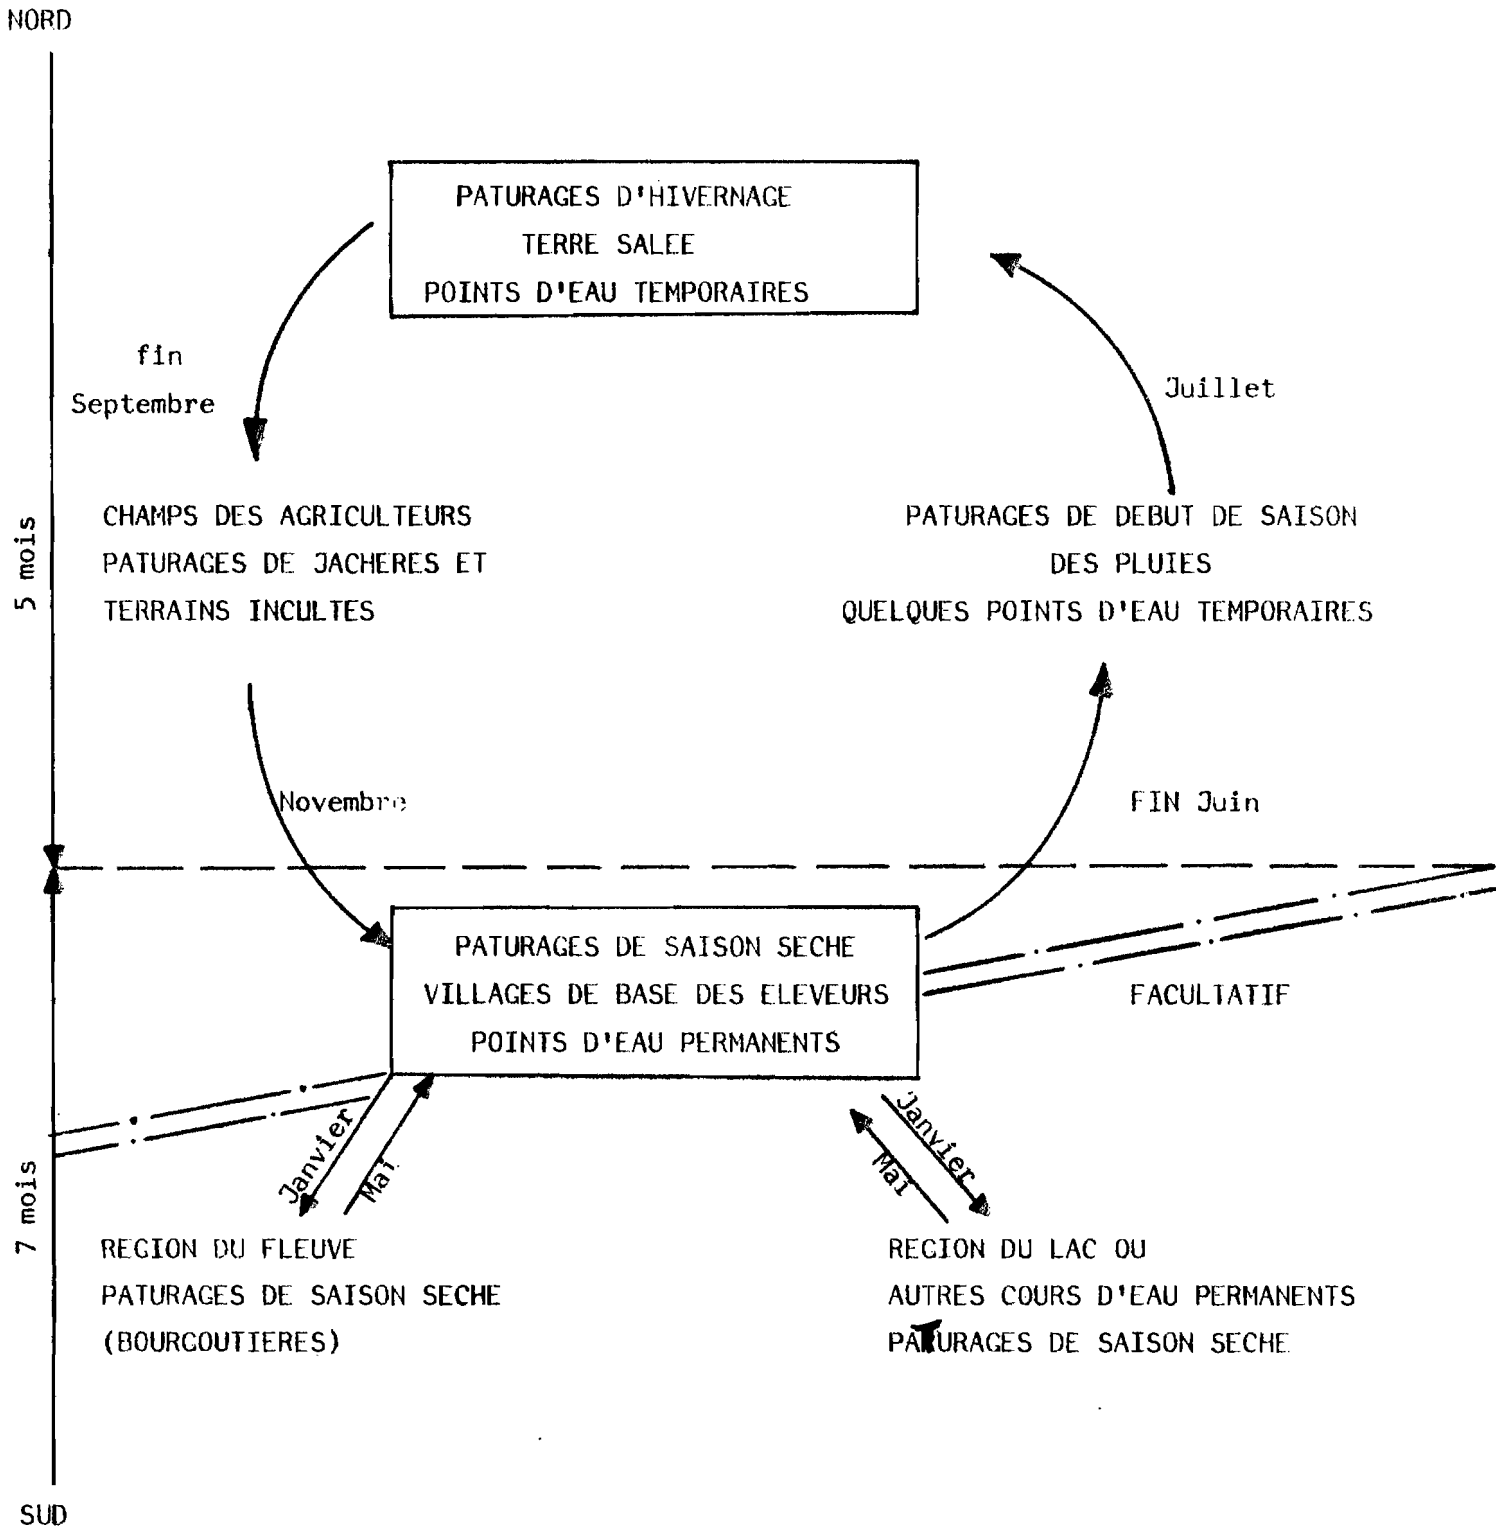 NORD
PATURAGES D'HIVERNAGE
TERRE SALEE
POINTS D'EAU TEMPORAIRES
fin
Septembre
Juillet
5 mois
CHAMPS DES AGRICULTEURS
PATURAGES DE JACHERES ET
TERRAINS INCULTES
PATURAGES DE DEBUT DE SAISON
DES PLUIES
QUELQUES POINTS D'EAU TEMPORAIRES
Novembre
FIN Juin
PATURAGES DE SAISON SECHE
VILLAGES DE BASE DES ELEVEURS
POINTS D'EAU PERMANENTS
FACULTATIF
7 mois
Janvier
Mai
Mai
Janvier
REGION DU FLEUVE
PATURAGES DE SAISON SECHE
(BOURGOUTIERES)
REGION DU LAC OU
AUTRES COURS D'EAU PERMANENTS
PATURAGES DE SAISON SECHE
SUD